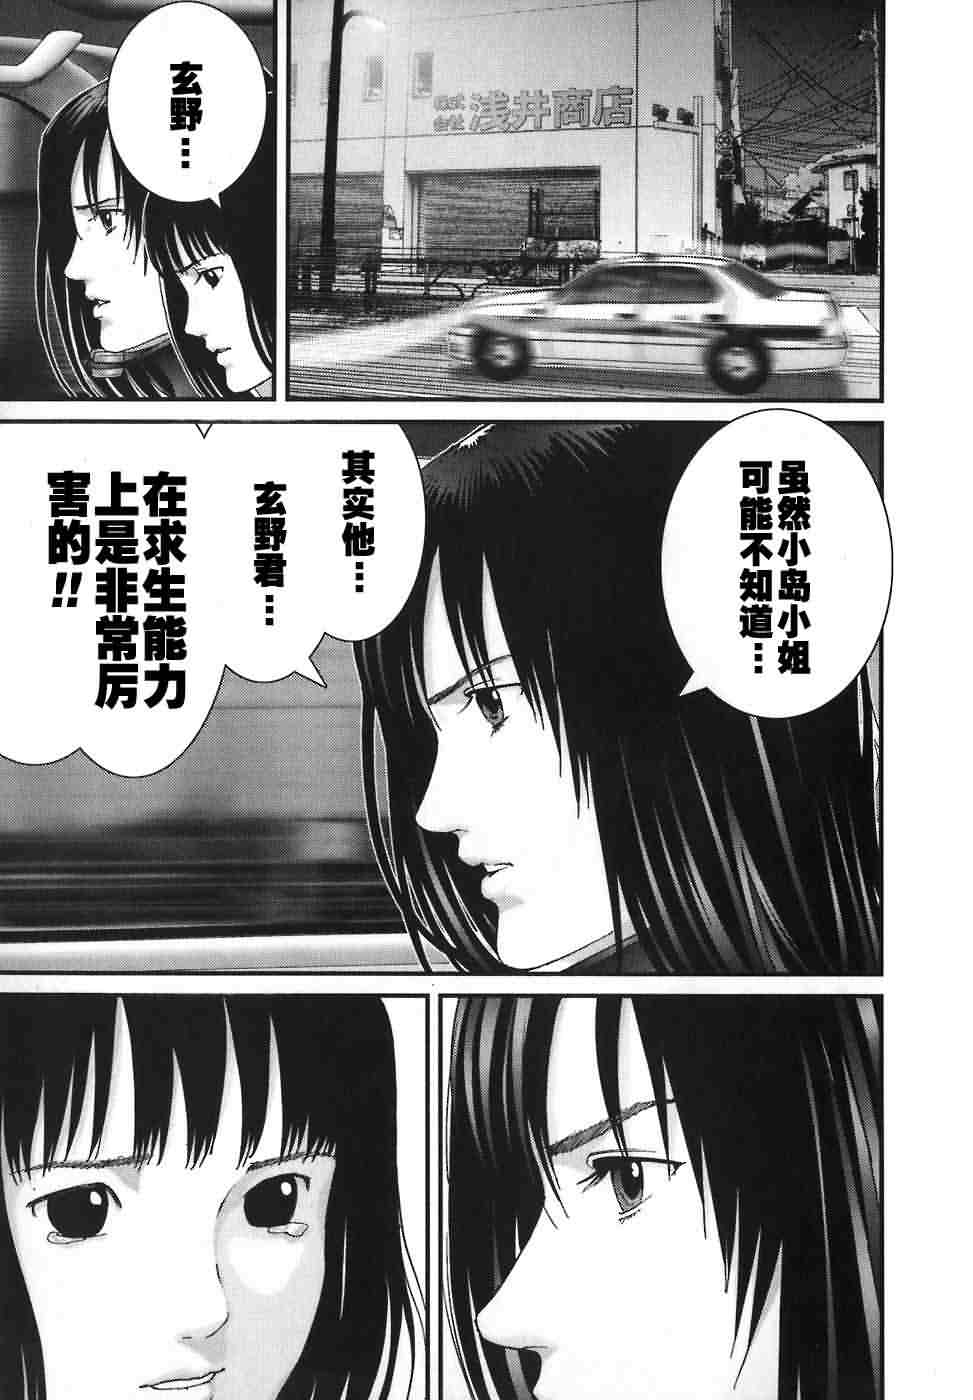 株式
会社
浅井商店
玄野…
虽然小岛小姐
可能不知道…
其实他…
玄野君…
在求生能力
上是非常厉
害的!!